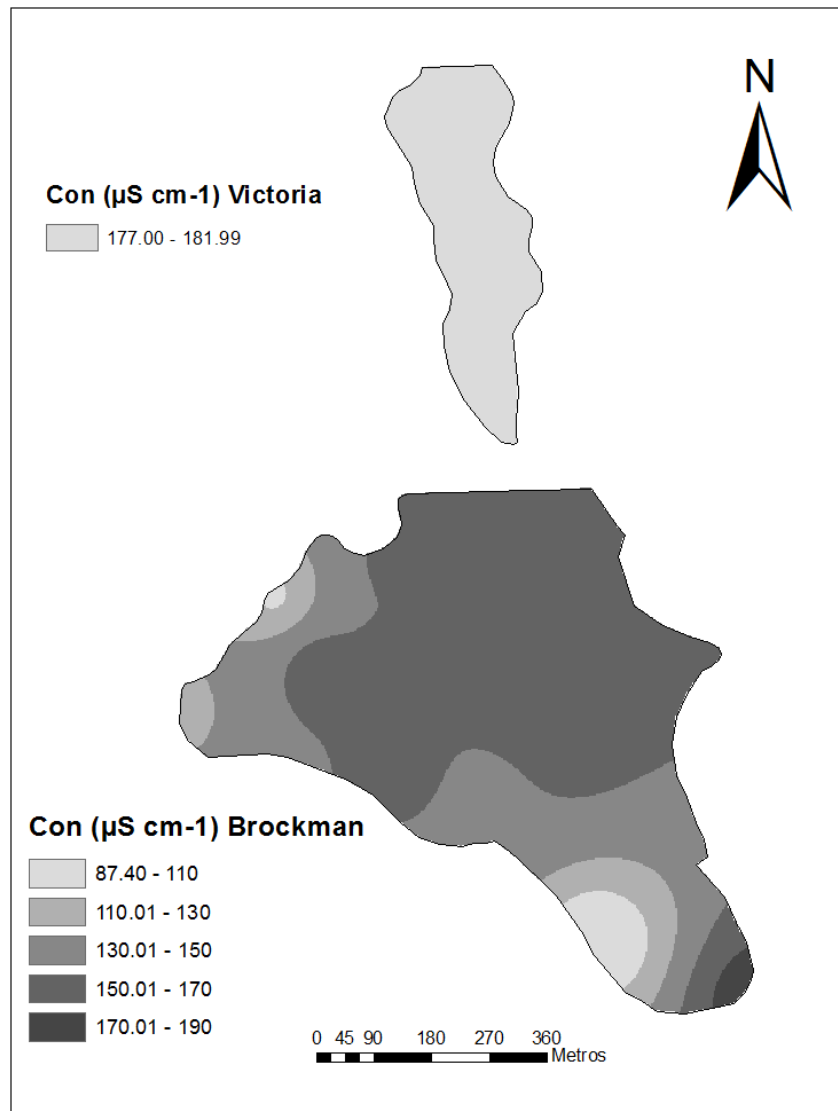 N
Con (µS cm-1) Victoria
177.00 - 181.99
Con (µS cm-1) Brockman
87.40 - 110
110.01 - 130
130.01 - 150
150.01 - 170
170.01 - 190
0 45 90 180 270 360
Metros